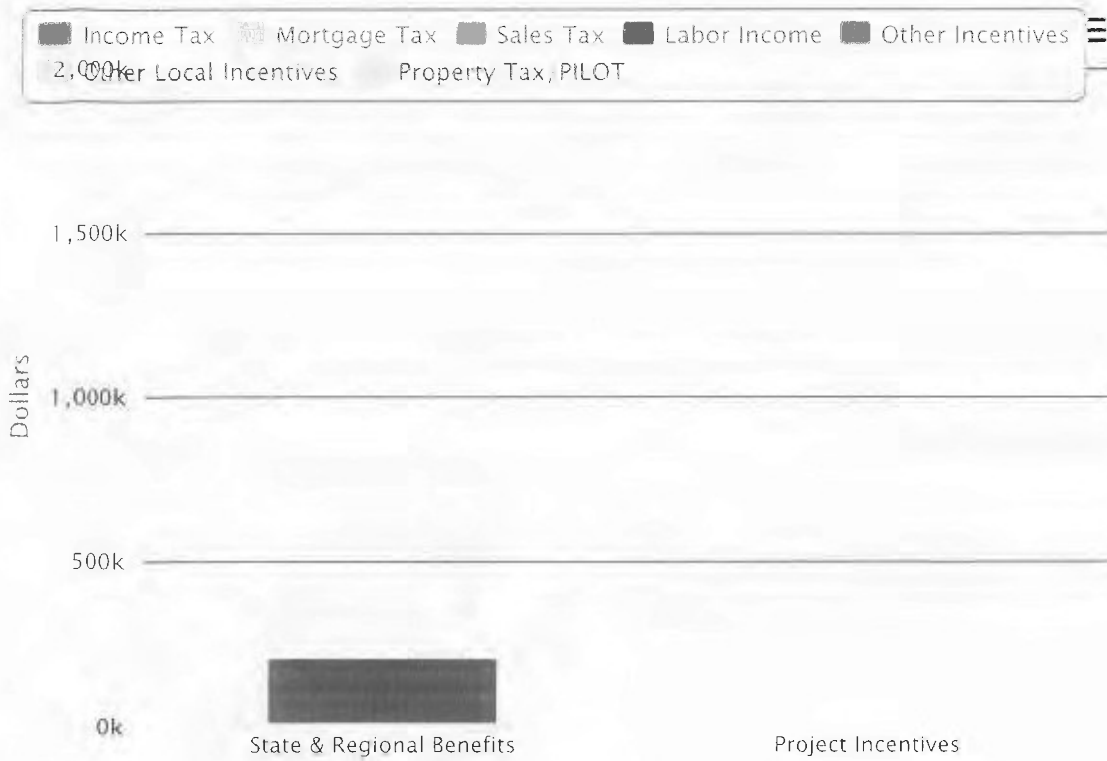 Income Tax Mortgage Tax Sales Tax Labor Income Other Incentives
Other Local Incentives Property Tax, PILOT
2,000k
1,500k
1,000k
500k
0k
Dollars
State & Regional Benefits Project Incentives